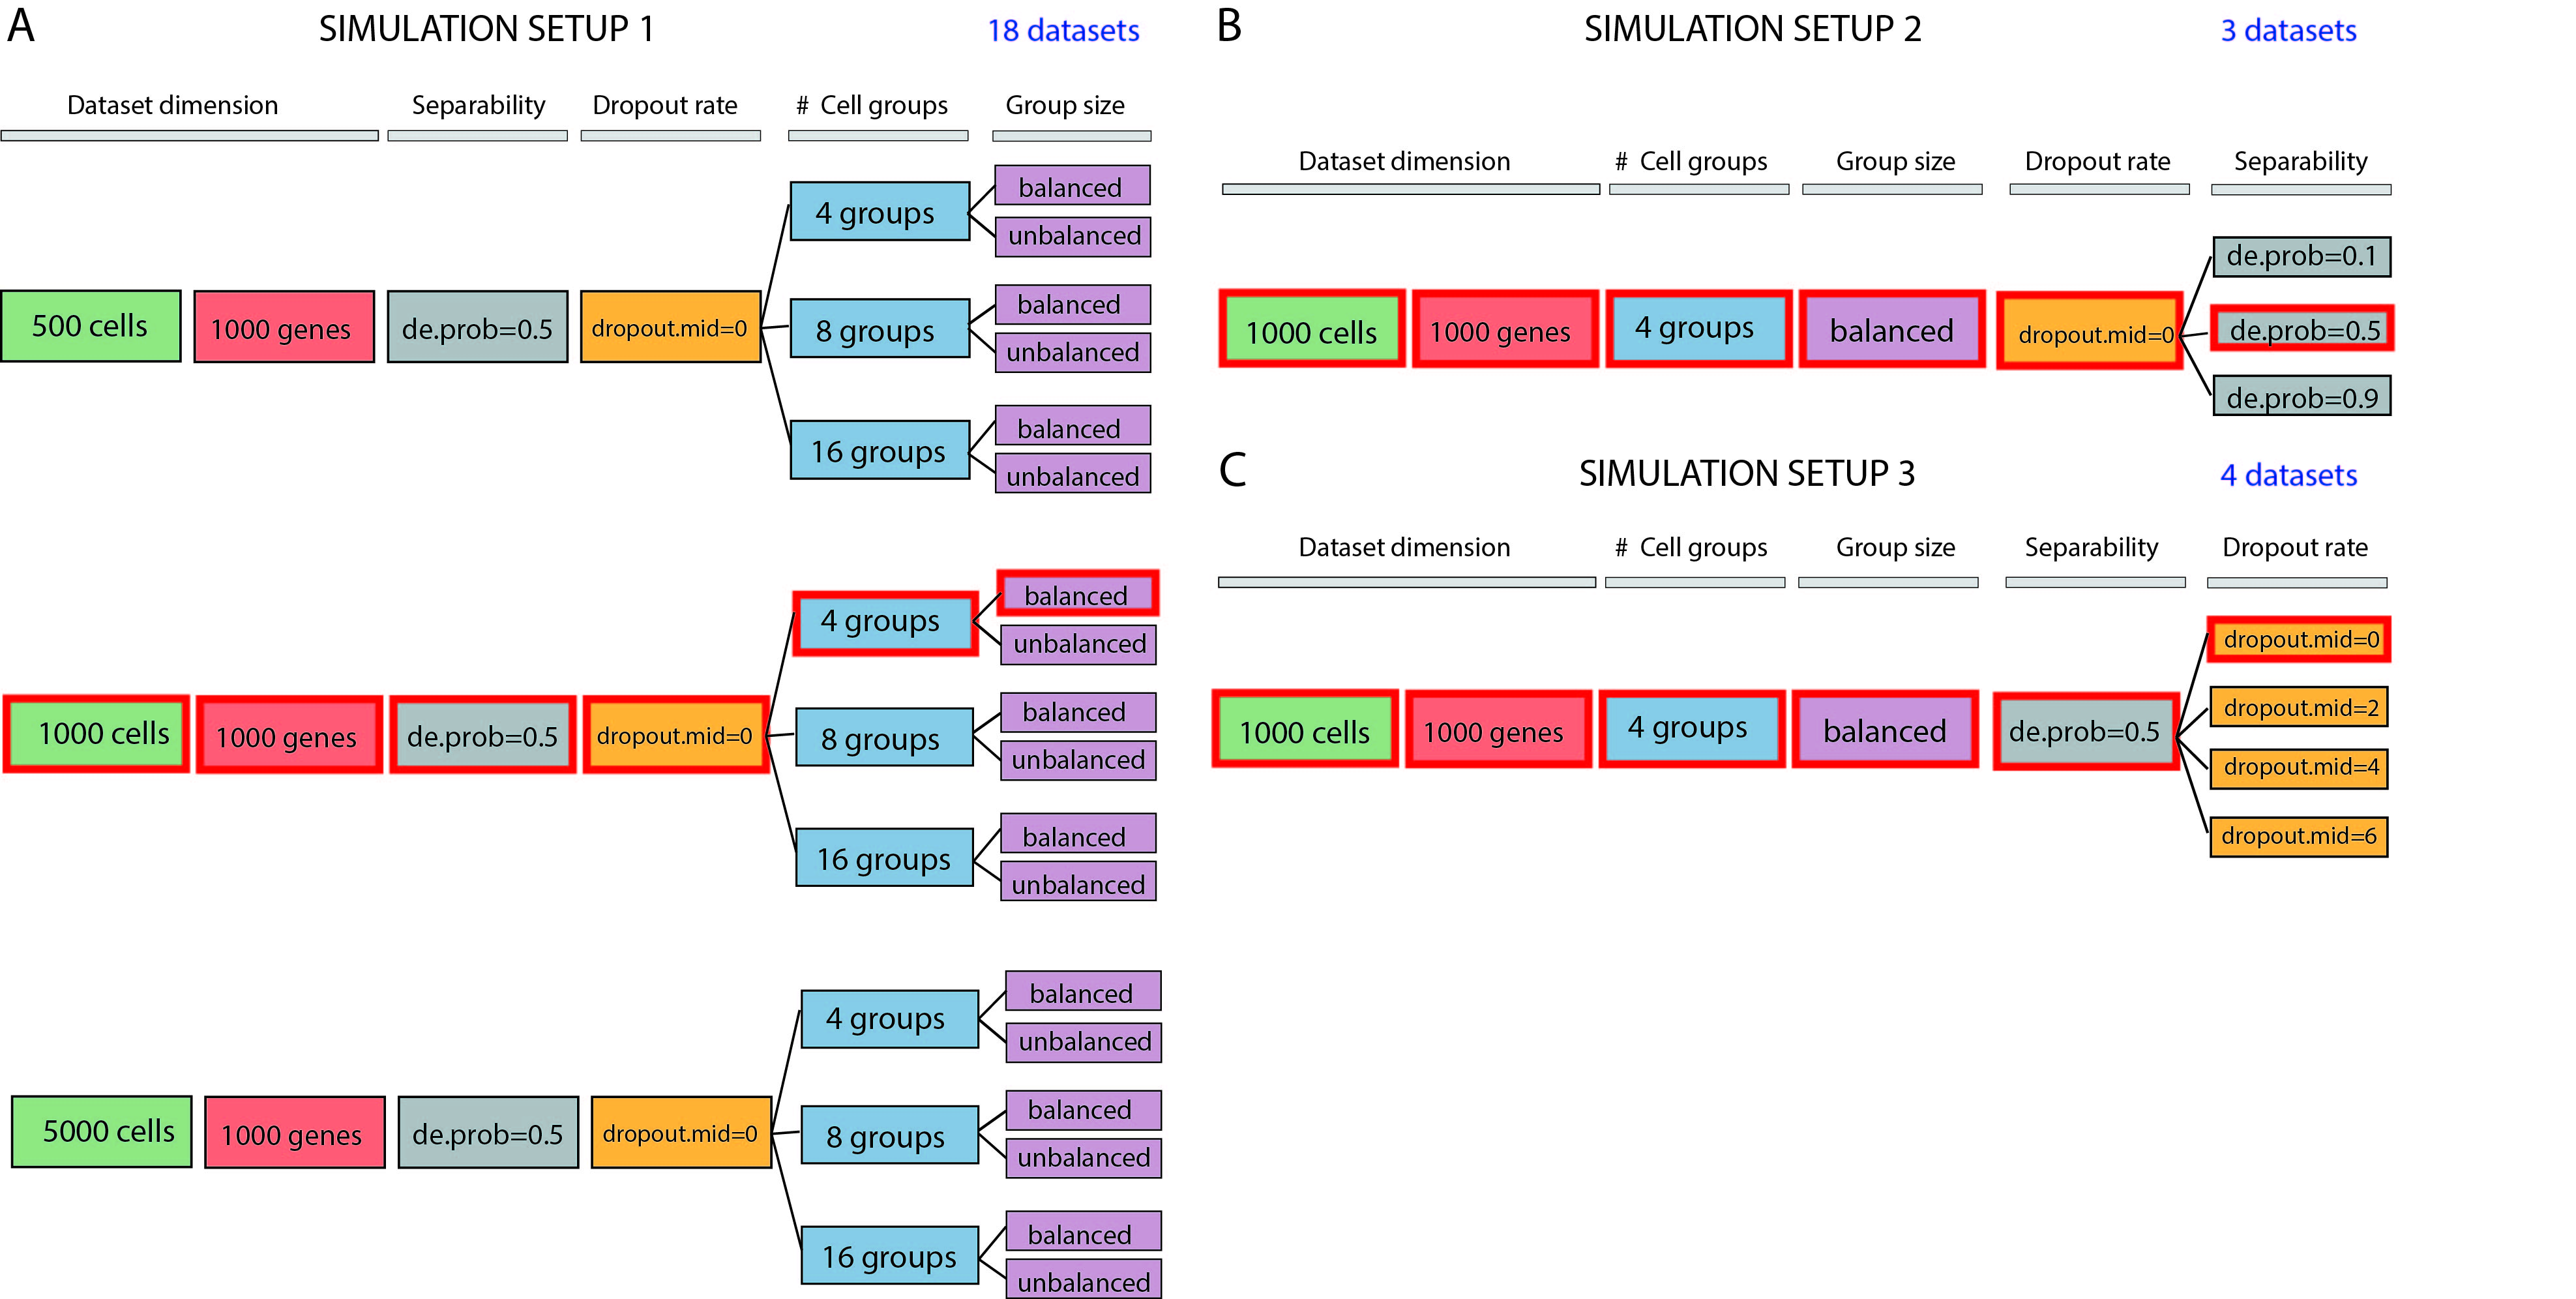 A
SIMULATION SETUP 1
18 datasets
Dataset dimension
Separability
Dropout rate
# Cell groups
Group size
500 cells
1000 genes
de.prob=0.5
dropout.mid=0
4 groups
balanced
unbalanced
8 groups
balanced
unbalanced
16 groups
balanced
unbalanced
1000 cells
1000 genes
de.prob=0.5
dropout.mid=0
4 groups
balanced
unbalanced
8 groups
balanced
unbalanced
16 groups
balanced
unbalanced
5000 cells
1000 genes
de.prob=0.5
dropout.mid=0
4 groups
balanced
unbalanced
8 groups
balanced
unbalanced
16 groups
balanced
unbalanced
B
SIMULATION SETUP 2
3 datasets
Dataset dimension
# Cell groups
Group size
Dropout rate
Separability
1000 cells
1000 genes
4 groups
balanced
dropout.mid=0
de.prob=0.1
de.prob=0.5
de.prob=0.9
C
SIMULATION SETUP 3
4 datasets
Dataset dimension
# Cell groups
Group size
Separability
Dropout rate
1000 cells
1000 genes
4 groups
balanced
de.prob=0.5
dropout.mid=0
dropout.mid=2
dropout.mid=4
dropout.mid=6